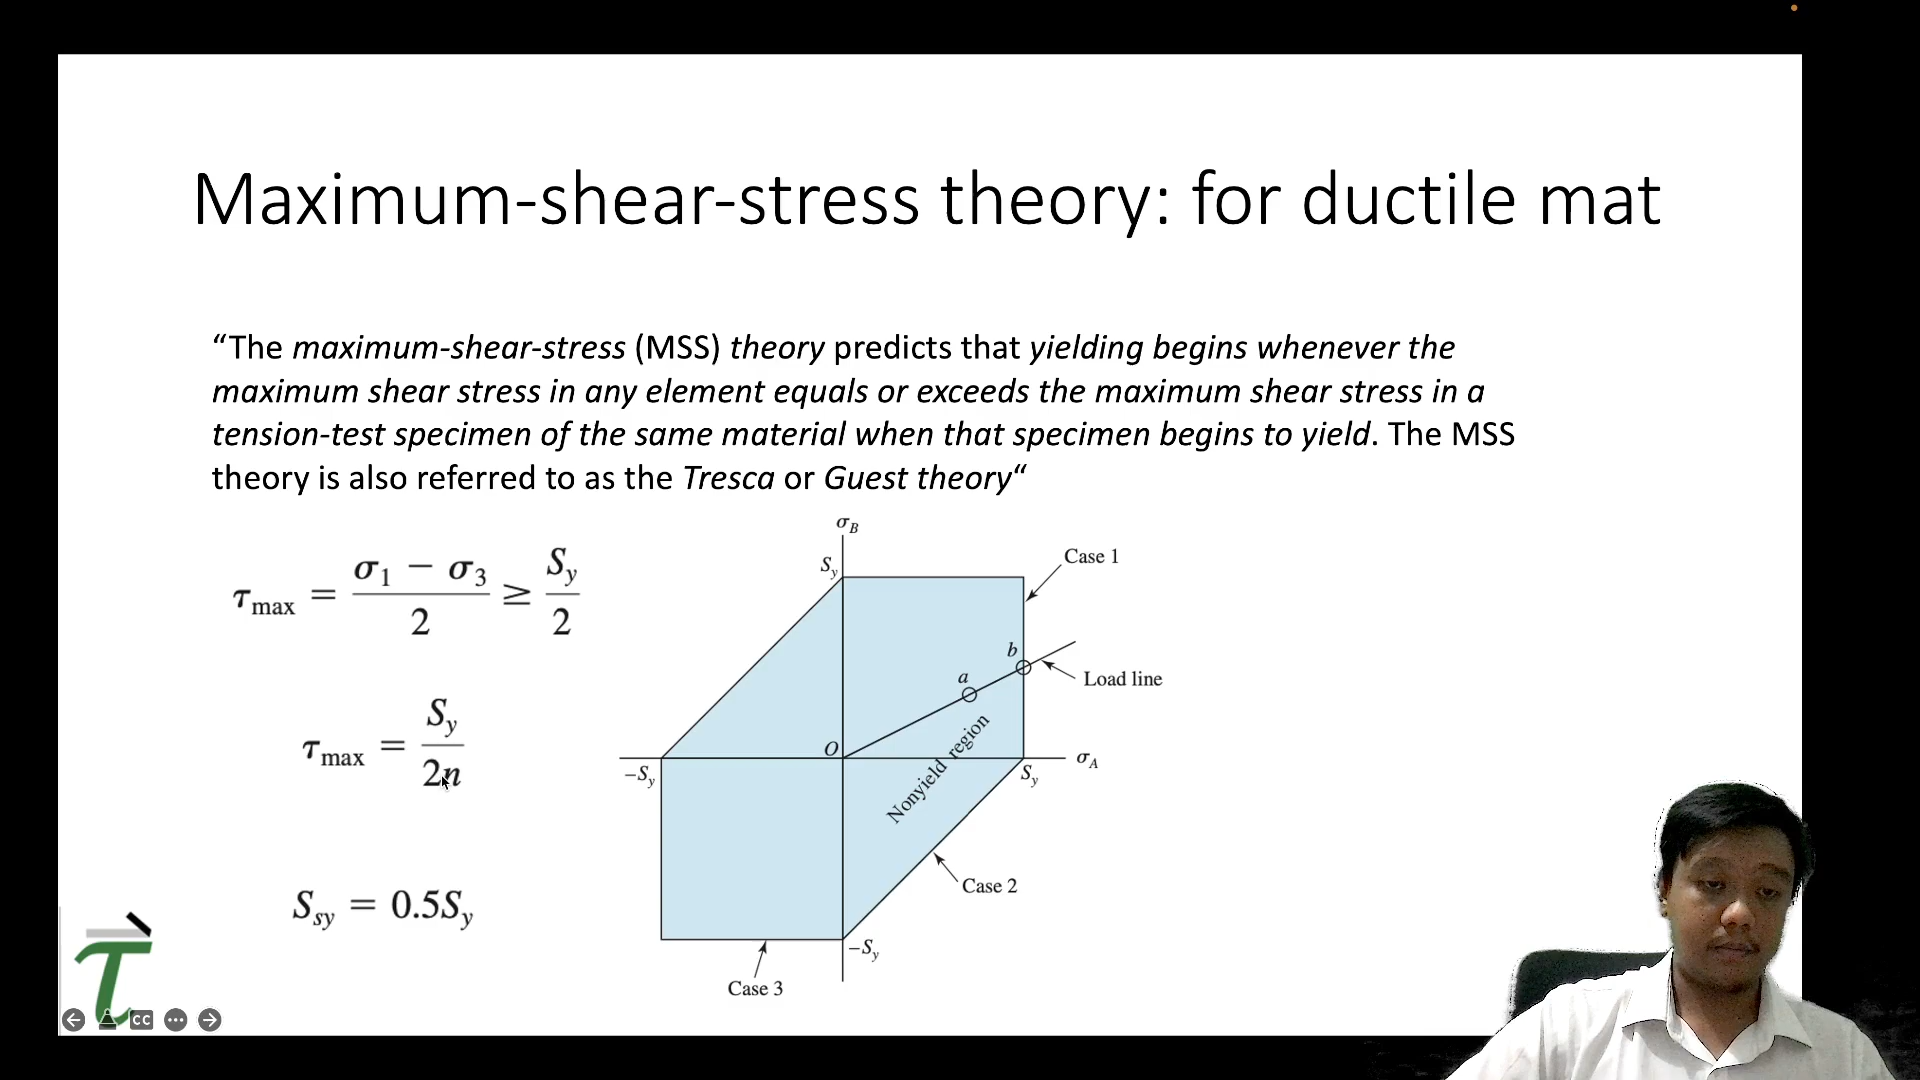 Maximum-shear-stress theory: for ductile mat
“The maximum-shear-stress (MSS) theory predicts that yielding begins whenever the
maximum shear stress in any element equals or exceeds the maximum shear stress in a
tension-test specimen of the same material when that specimen begins to yield. The MSS
theory is also referred to as the Tresca or Guest theory“
τmax = (σ1 − σ3)/2 ≥ Sy/2
τmax = Sy/2n
Ssy = 0.5Sy
σB
Sy
Case 1
b
a
Load line
O
Nonyield region
−Sy
Sy
σA
Case 2
−Sy
Case 3
τ
CC